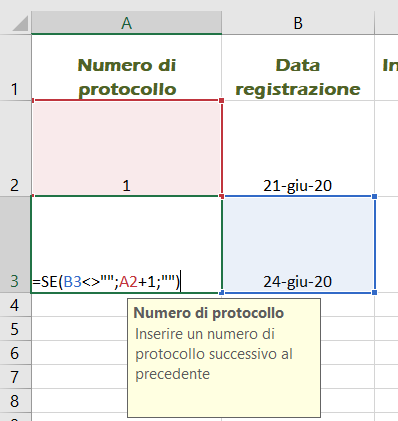 A B
1 Numero di Data In
protocollo registrazione
2 1 21-giu-20
3 =SE(B3<>"";A2+1;"") 24-giu-20
4 Numero di protocollo
5 Inserire un numero di
6 protocollo successivo al
7 precedente
8